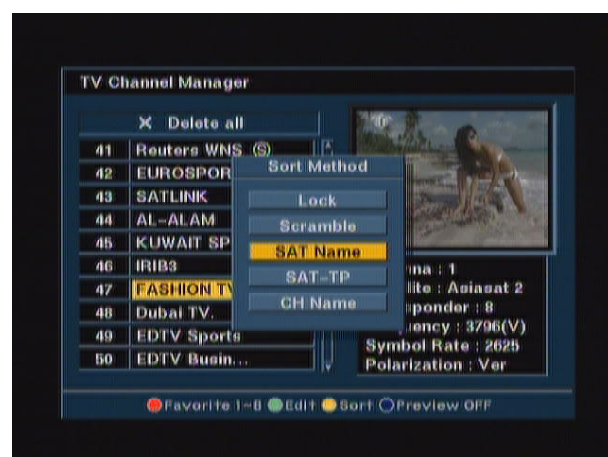 TV Channel Manager
X Delete all
41 Reuters WNS (S)
42 EUROSPOR
43 SATLINK
44 AL-ALAM
45 KUWAIT SP
46 IRIB3
47 FASHION TV
48 Dubai TV.
49 EDTV Sports
50 EDTV Busin...
Sort Method
Lock
Scramble
SAT Name
SAT-TP
CH Name
nna : 1
lite : Asiasat 2
ponder : 8
ency : 3796(V)
Symbol Rate : 2625
Polarization : Ver
Favorite 1~8 Edit Sort Preview OFF